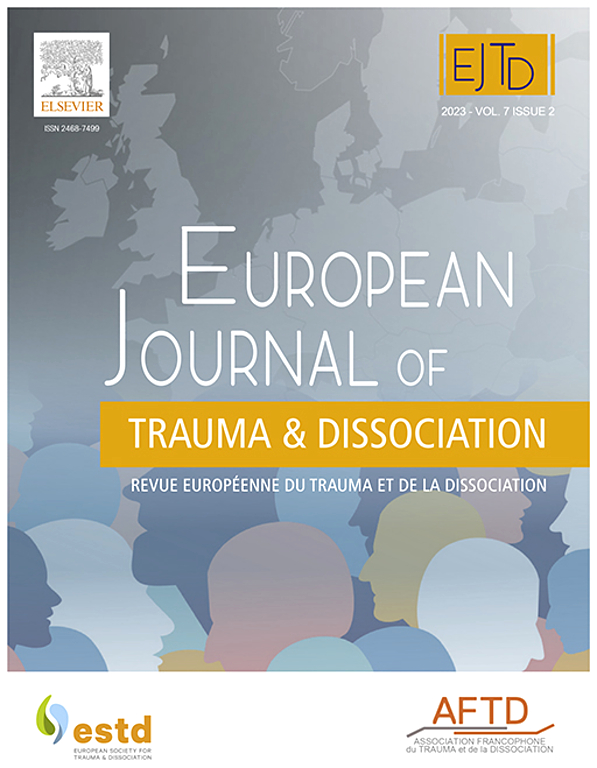 ELSEVIER
ISSN 2468-7499
EJTD
2023 - VOL. 7 ISSUE 2
EUROPEAN
JOURNAL OF
TRAUMA & DISSOCIATION
REVUE EUROPÉENNE DU TRAUMA ET DE LA DISSOCIATION
estd
EUROPEAN SOCIETY FOR
TRAUMA & DISSOCIATION
AFTD
ASSOCIATION FRANCOPHONE
du TRAUMA et de la DISSOCIATION